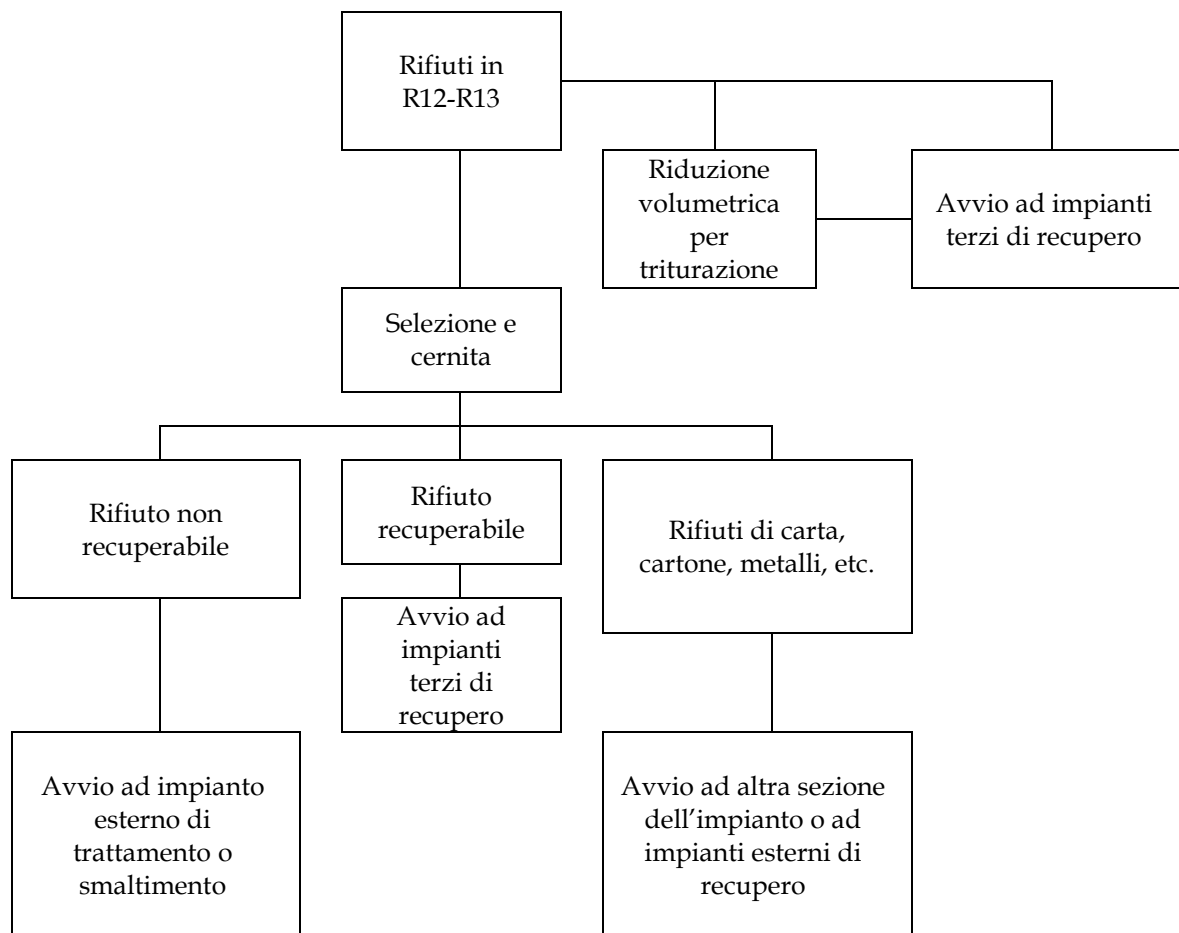 Rifiuti in
R12-R13
Riduzione
volumetrica
per
triturazione
Avvio ad impianti
terzi di recupero
Selezione e
cernita
Rifiuto non
recuperabile
Rifiuto
recuperabile
Rifiuti di carta,
cartone, metalli, etc.
Avvio ad
impianti
terzi di
recupero
Avvio ad impianto
esterno di
trattamento o
smaltimento
Avvio ad altra sezione
dell’impianto o ad
impianti esterni di
recupero